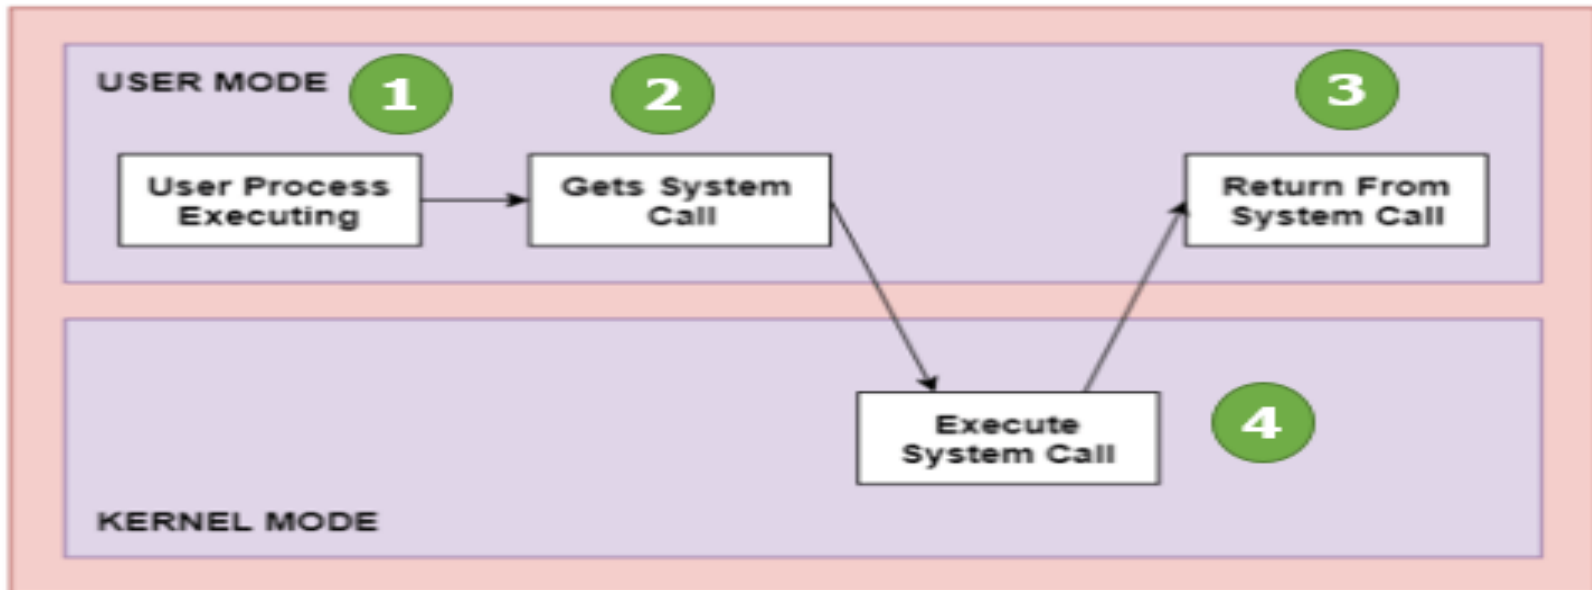 USER MODE
1
2
3
User Process
Executing
Gets System
Call
Return From
System Call
Execute
System Call
4
KERNEL MODE